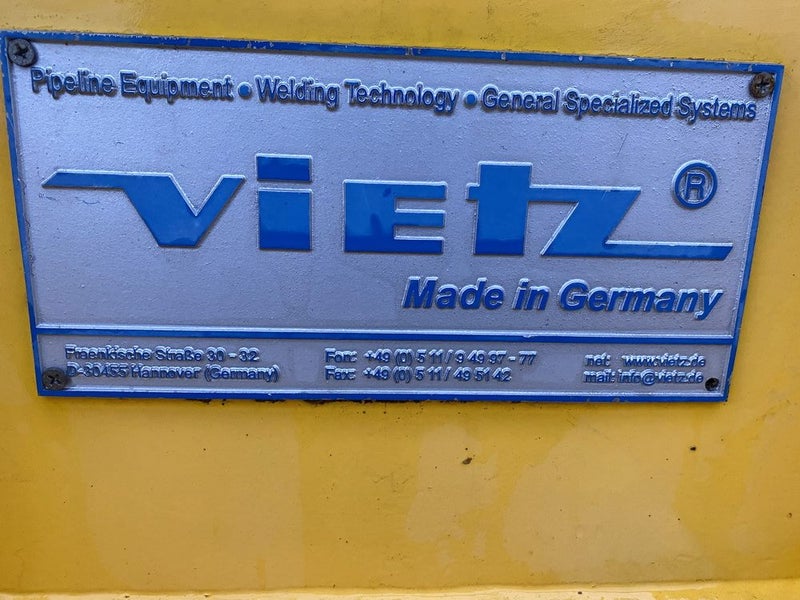 Pipeline Equipment • Welding Technology • General Specialized Systems
vietz ®
Made in Germany
Fraenkische Straße 30 - 32
D-30455 Hannover (Germany)
Fon: +49 (0) 5 11 / 9 49 97 - 77
Fax: +49 (0) 5 11 / 49 51 42
net: www.vietz.de
mail: info@vietz.de